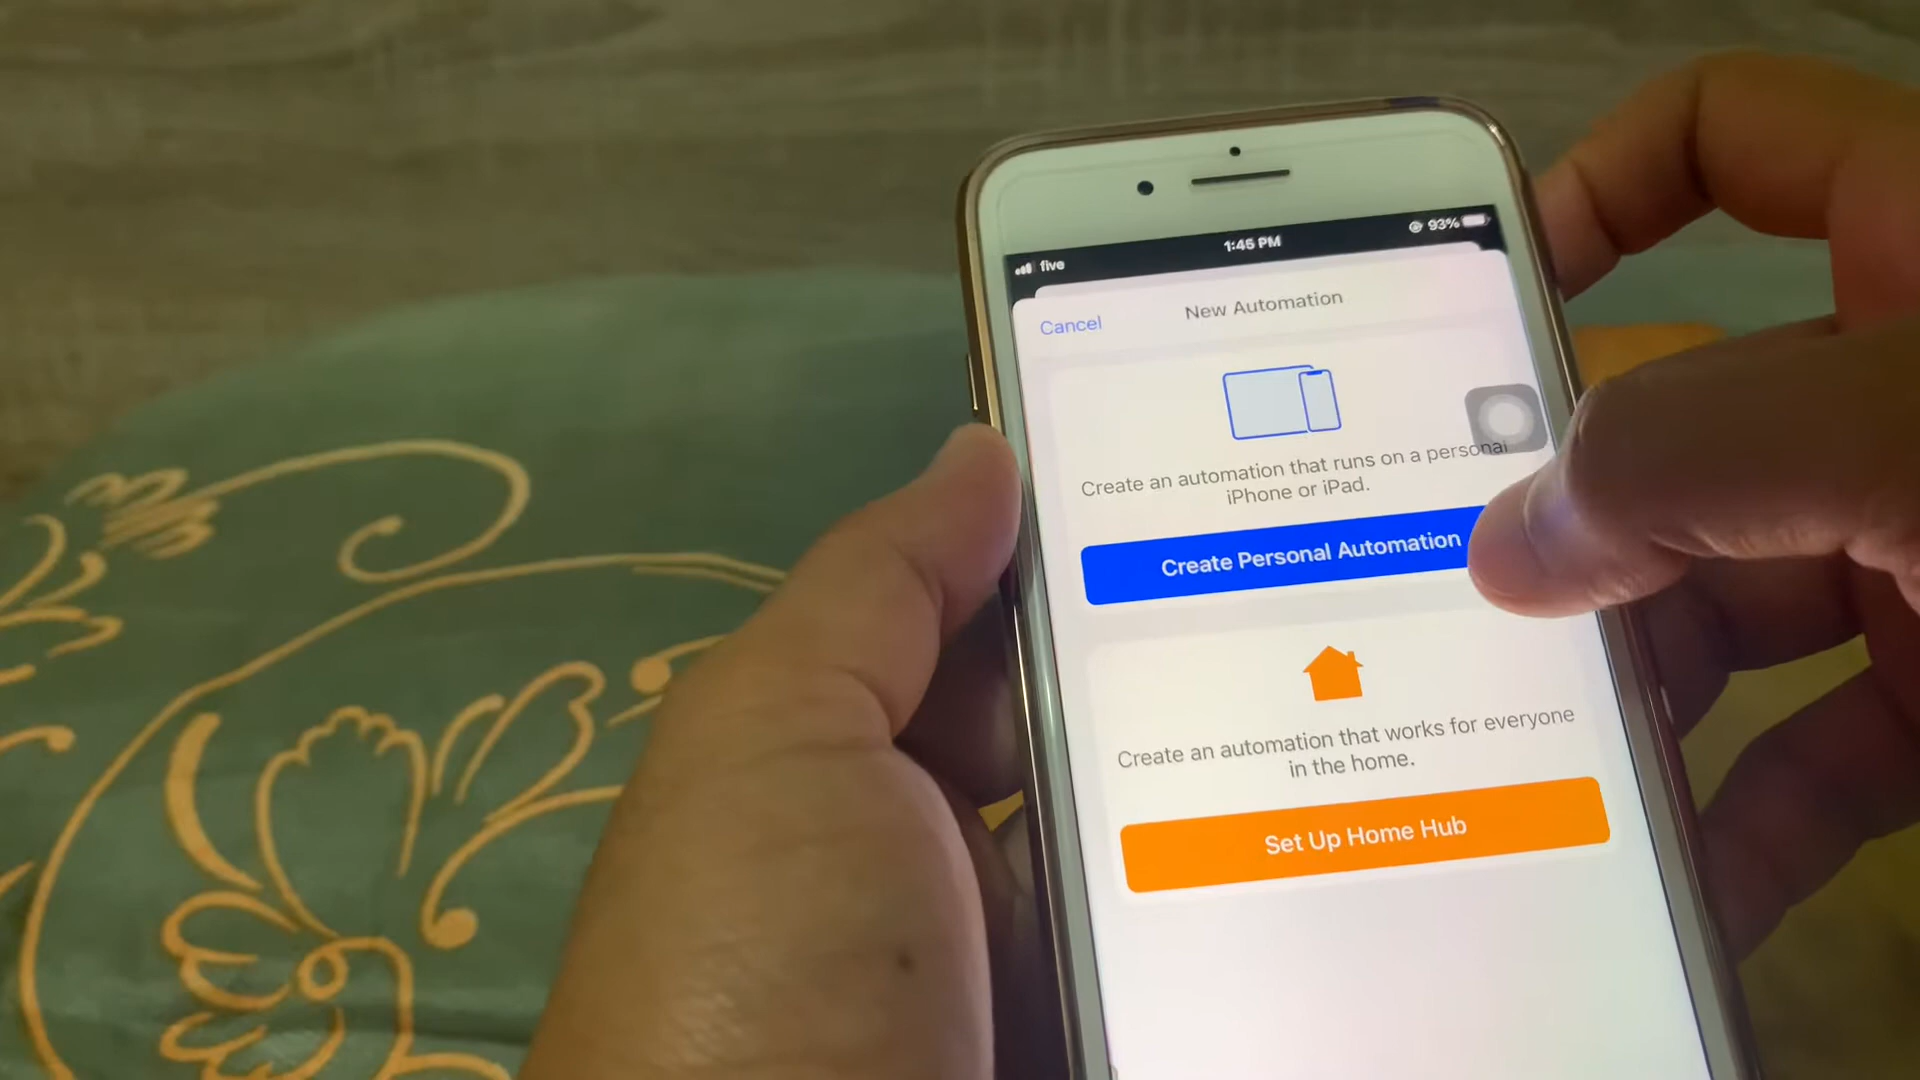 five
1:45 PM
93%
Cancel
New Automation
Create an automation that runs on a personal
iPhone or iPad.
Create Personal Automation
Create an automation that works for everyone
in the home.
Set Up Home Hub